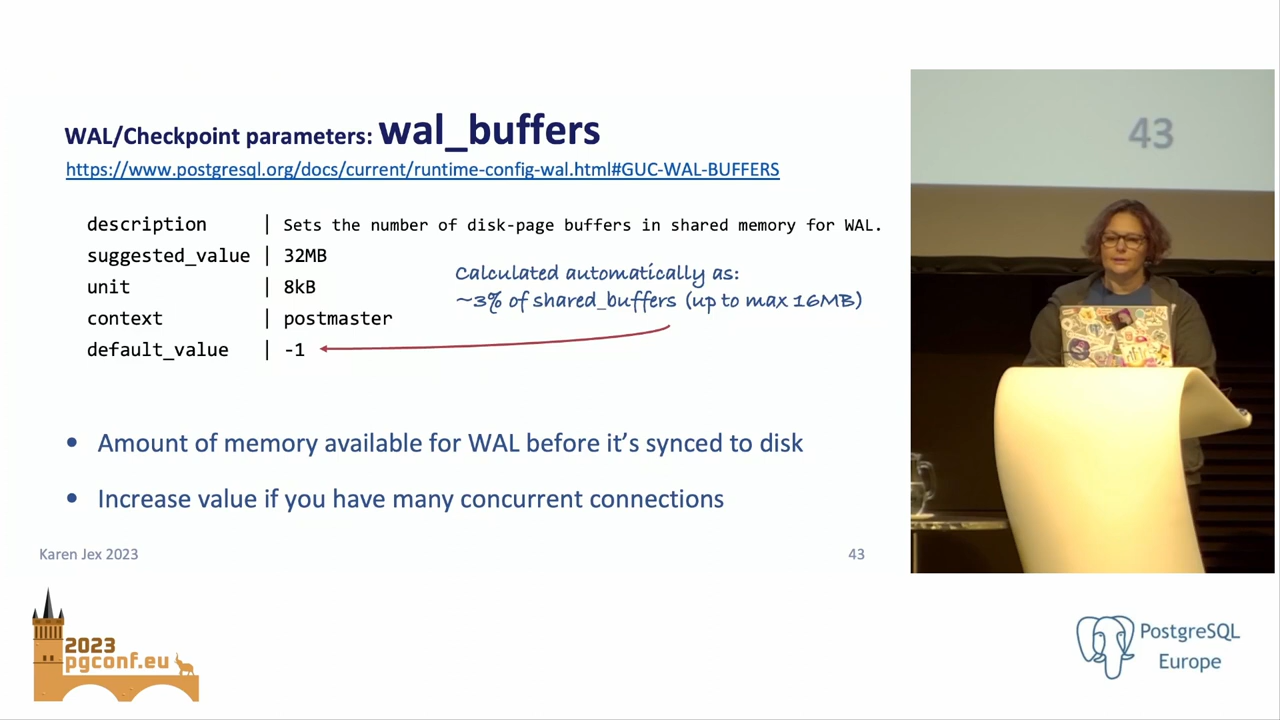 WAL/Checkpoint parameters: wal_buffers
https://www.postgresql.org/docs/current/runtime-config-wal.html#GUC-WAL-BUFFERS
description | Sets the number of disk-page buffers in shared memory for WAL.
suggested_value | 32MB
unit | 8kB
context | postmaster
default_value | -1
Calculated automatically as:
~3% of shared_buffers (up to max 16MB)
• Amount of memory available for WAL before it's synced to disk
• Increase value if you have many concurrent connections
Karen Jex 2023
43
43
2023
pgconf.eu
PostgreSQL
Europe